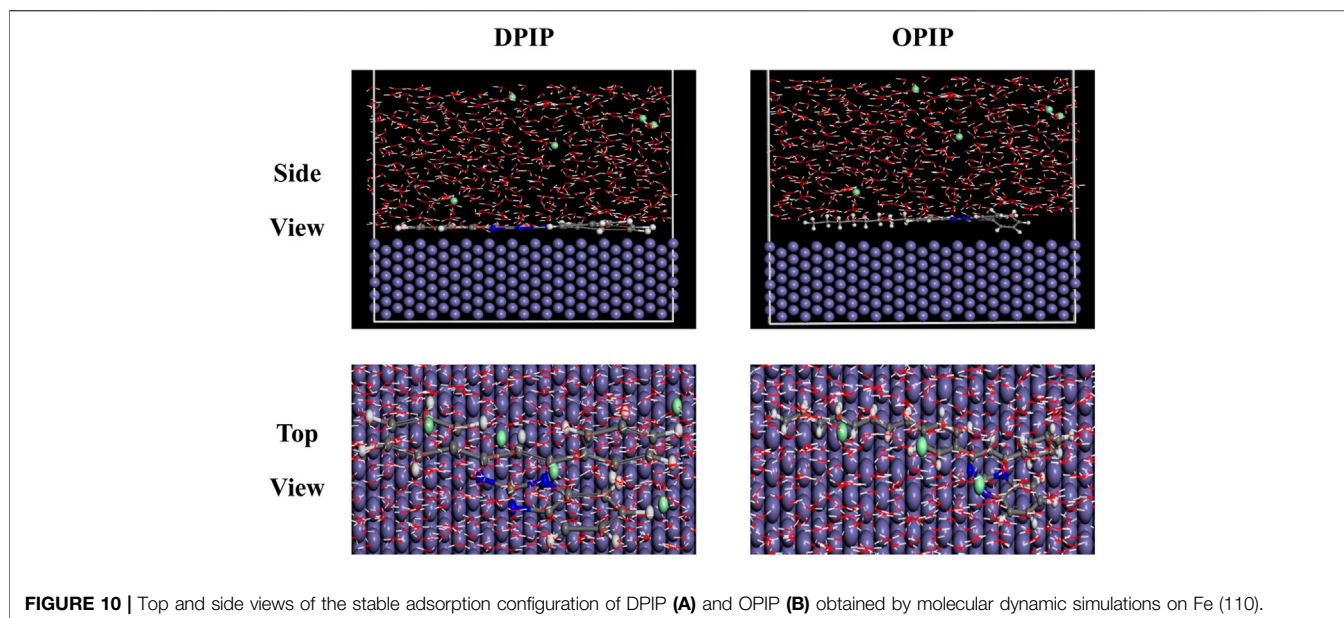 DPIP
OPIP
Side
View
Top
View
FIGURE 10 | Top and side views of the stable adsorption configuration of DPIP (A) and OPIP (B) obtained by molecular dynamic simulations on Fe (110).